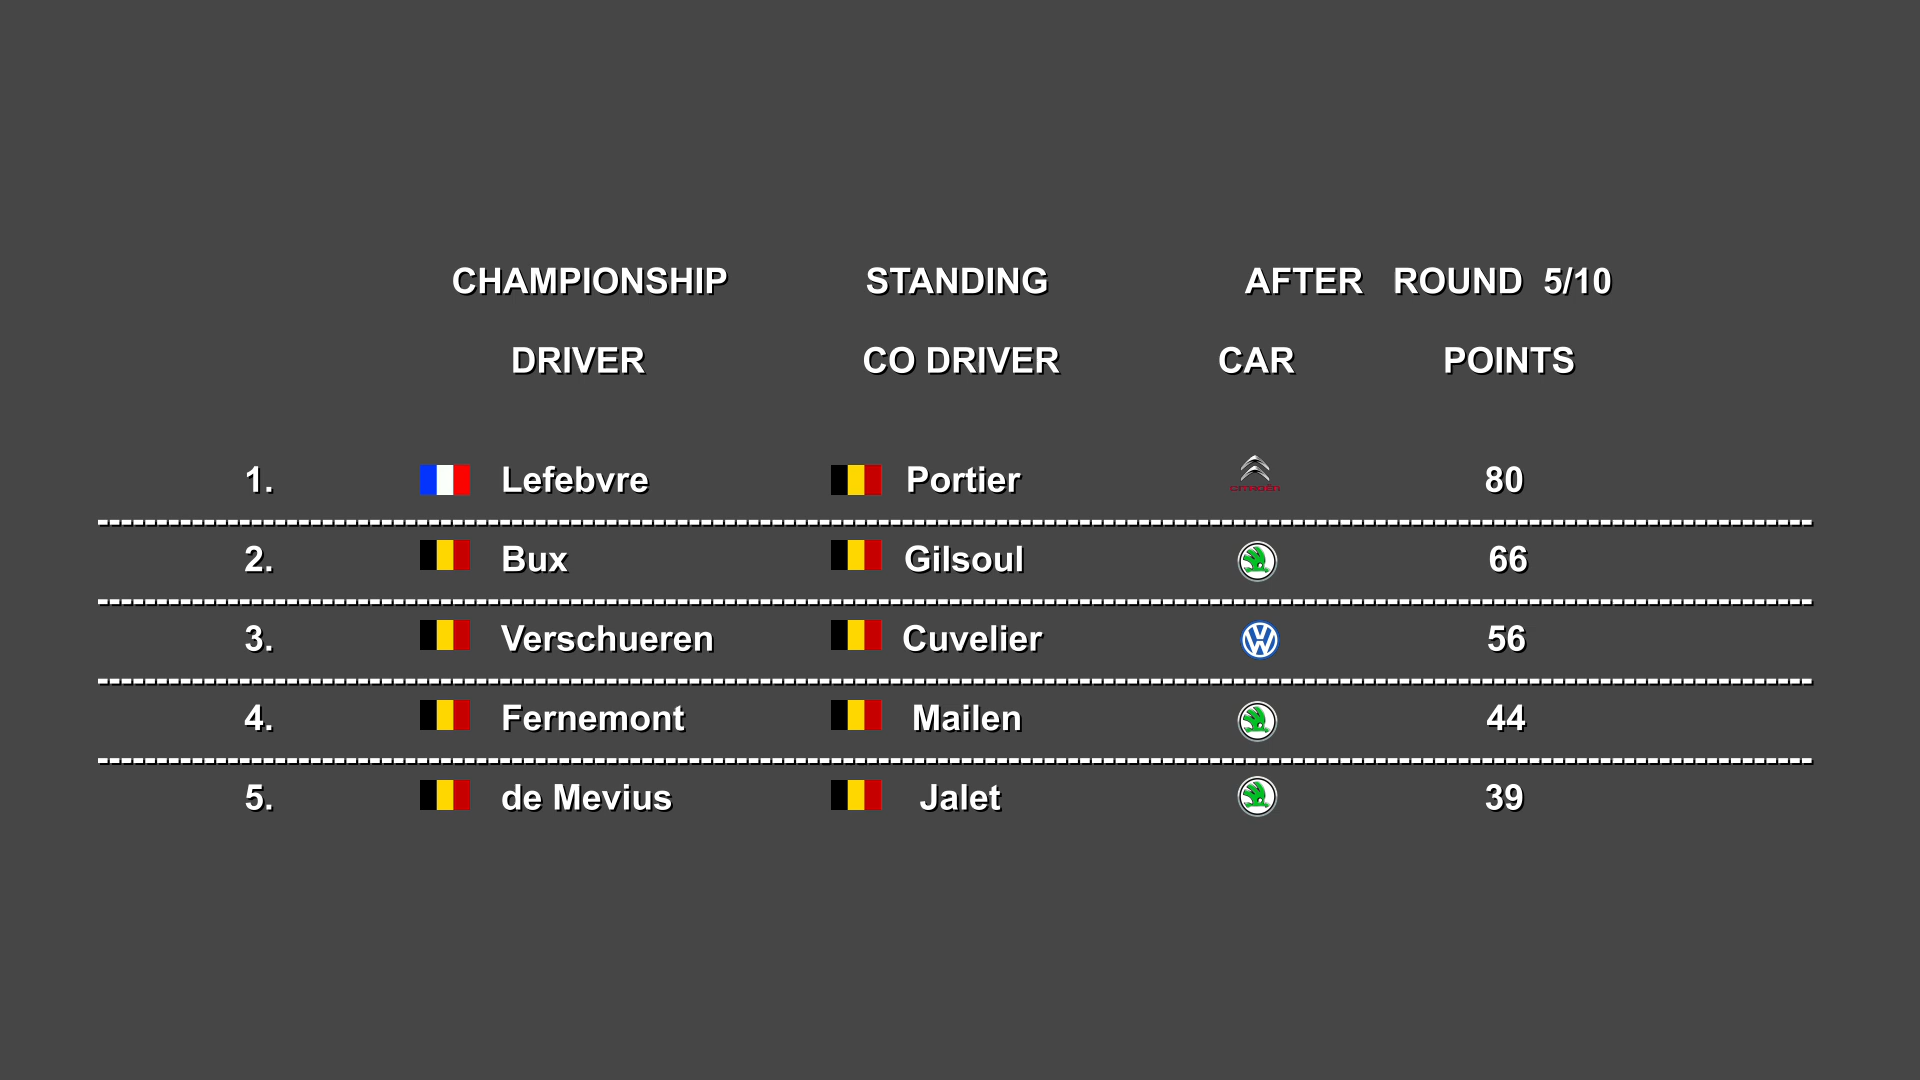 CHAMPIONSHIP STANDING AFTER ROUND 5/10
DRIVER CO DRIVER CAR POINTS
1. Lefebvre Portier CITROËN 80
2. Bux Gilsoul 66
3. Verschueren Cuvelier 56
4. Fernemont Mailen 44
5. de Mevius Jalet 39